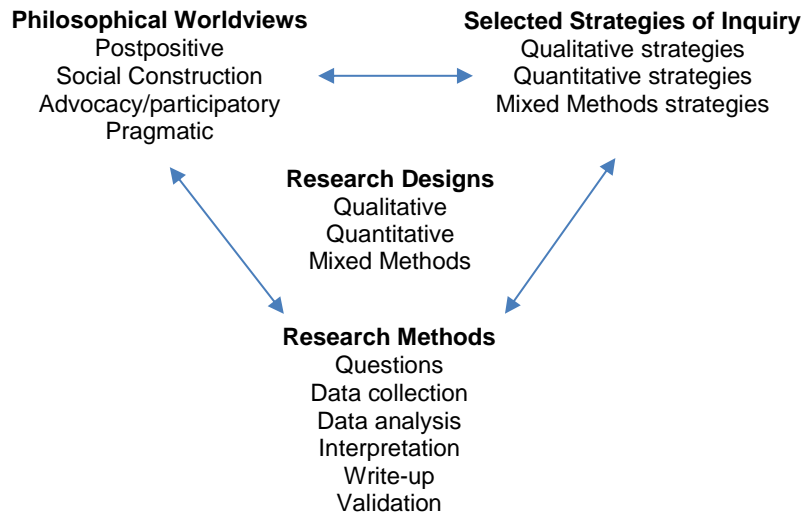 Philosophical Worldviews
Postpositive
Social Construction
Advocacy/participatory
Pragmatic
Selected Strategies of Inquiry
Qualitative strategies
Quantitative strategies
Mixed Methods strategies
Research Designs
Qualitative
Quantitative
Mixed Methods
Research Methods
Questions
Data collection
Data analysis
Interpretation
Write-up
Validation